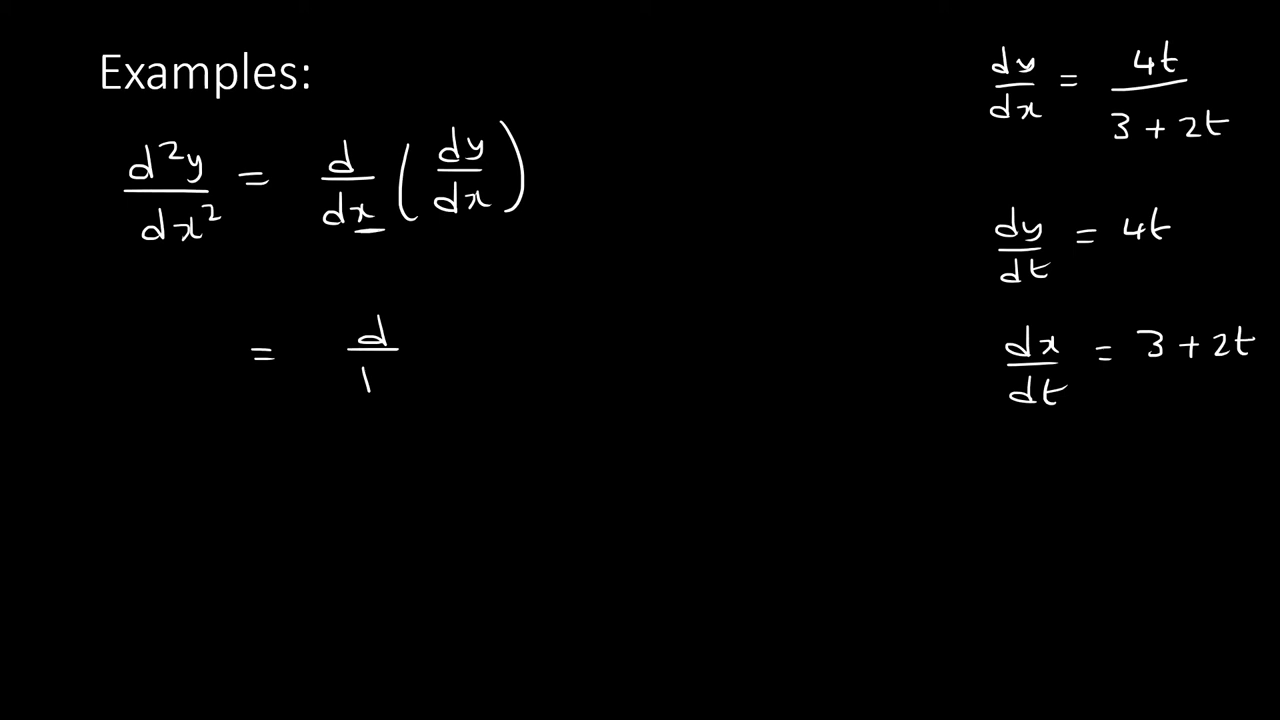 Examples:
d²y/dx² = d/dx (dy/dx)
= d/
dy/dx = 4t/(3+2t)
dy/dt = 4t
dx/dt = 3+2t